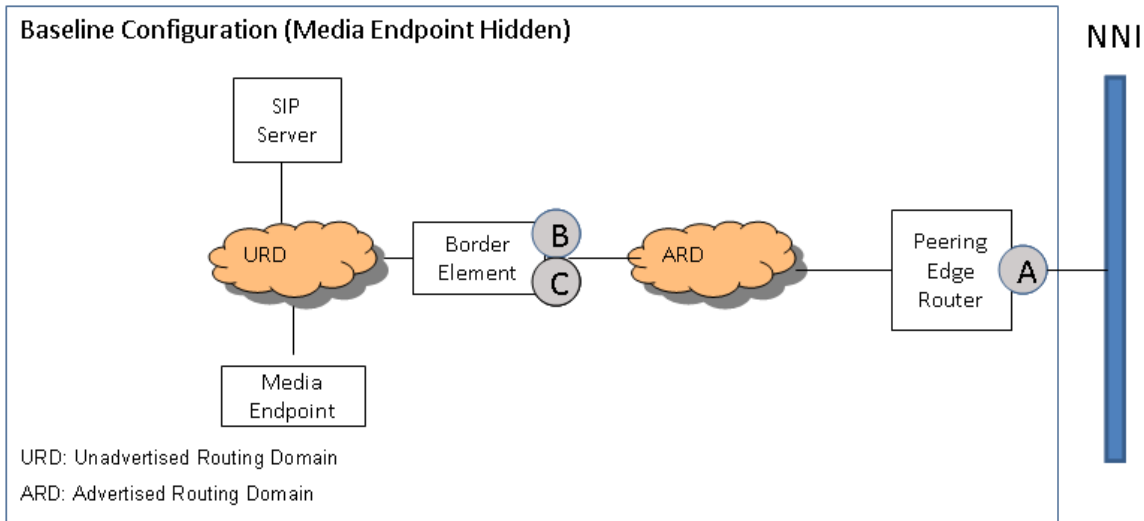 Baseline Configuration (Media Endpoint Hidden)
NNI
SIP
Server
URD
Border
Element
B
C
ARD
Peering
Edge
Router
A
Media
Endpoint
URD: Unadvertised Routing Domain
ARD: Advertised Routing Domain